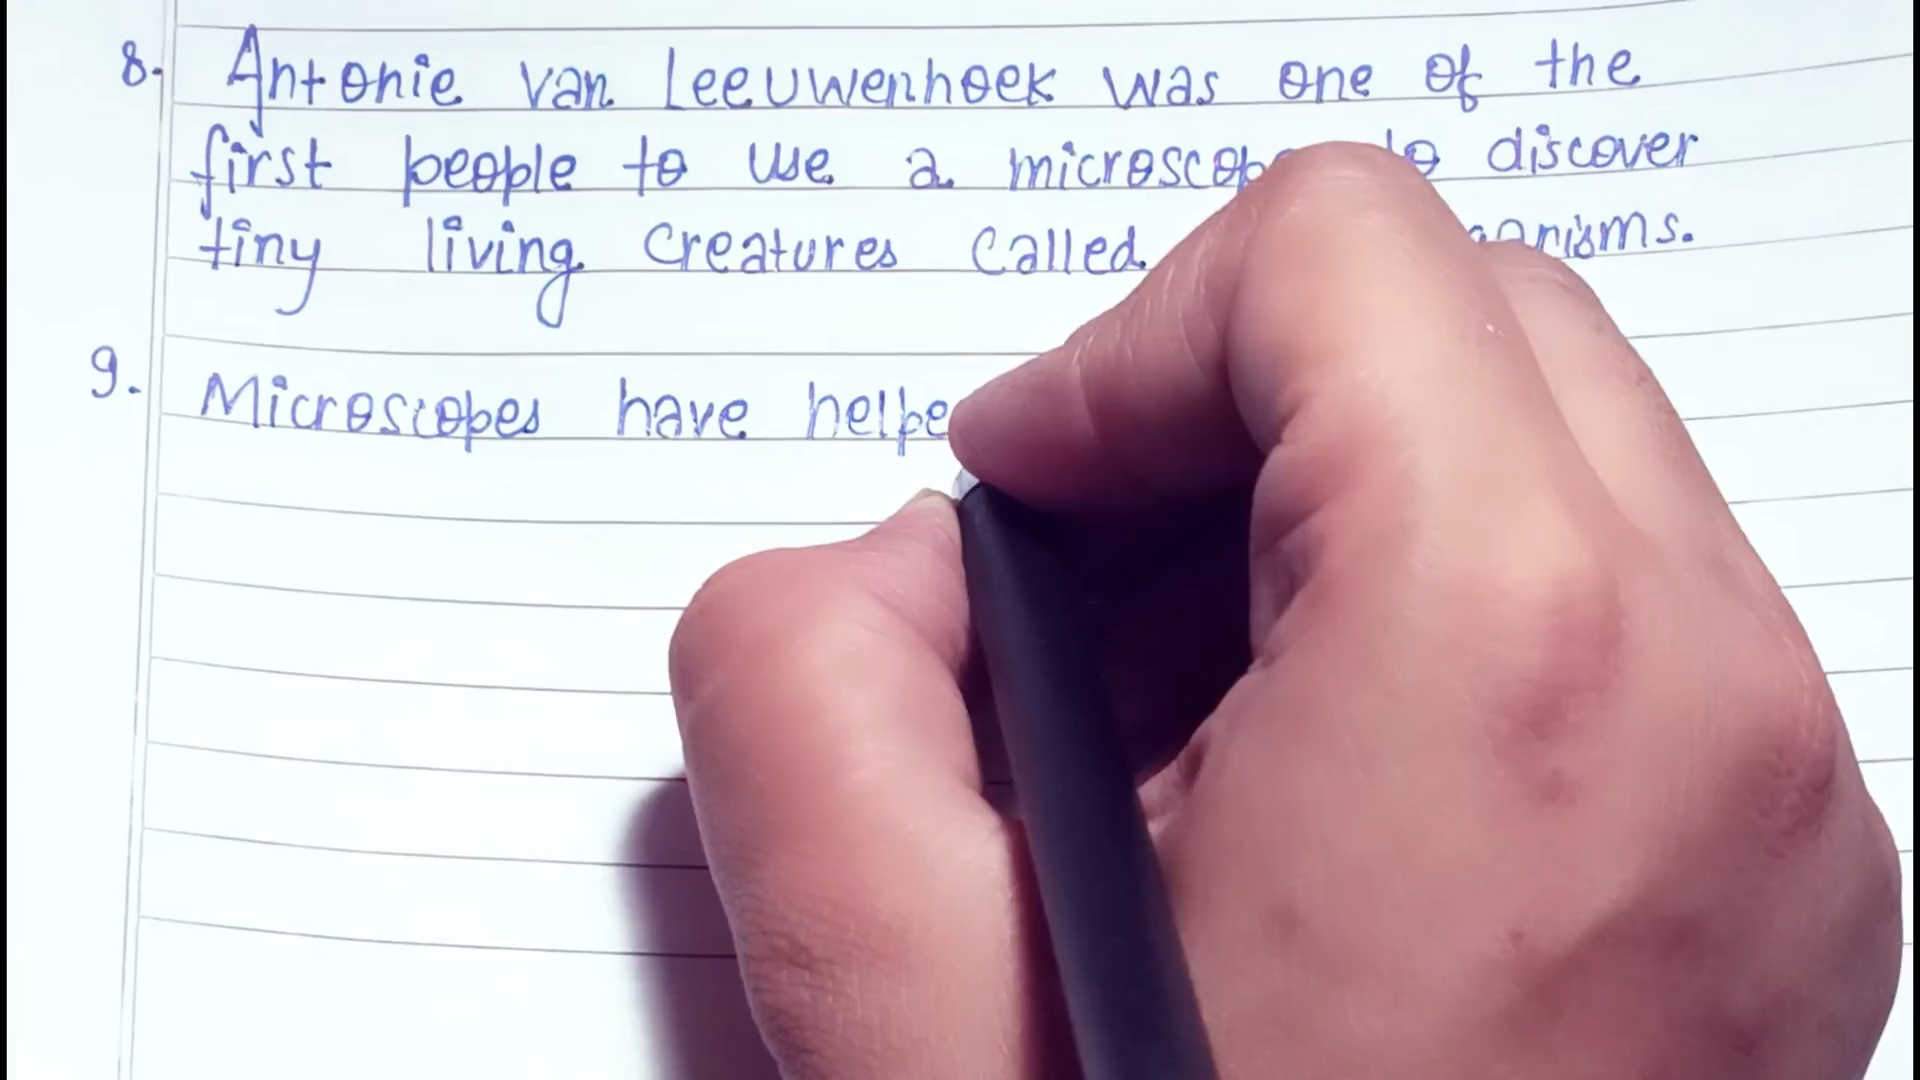 8. Antonie van Leeuwenhoek was one of the
first people to use a to discover
tiny living creatures called
9. Microscopes have